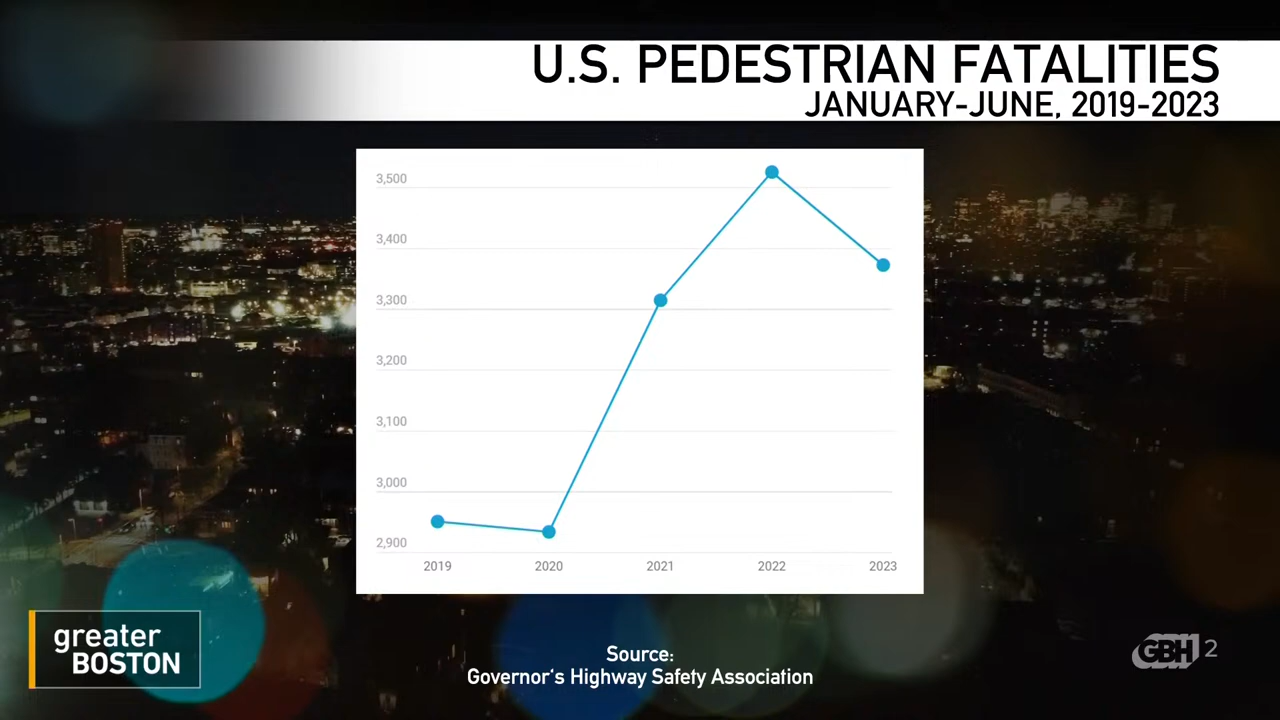 U.S. PEDESTRIAN FATALITIES
JANUARY-JUNE, 2019-2023
3,500
3,400
3,300
3,200
3,100
3,000
2,900
2019 2020 2021 2022 2023
greater
BOSTON
Source:
Governor's Highway Safety Association
GBH 2